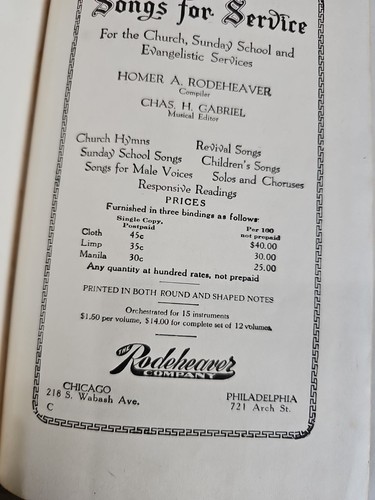 Songs for Service
For the Church, Sunday School and
Evangelistic Services
HOMER A. RODEHEAVER
Compiler
CHAS. H. GABRIEL
Musical Editor
Church Hymns Revival Songs
Sunday School Songs Children's Songs
Songs for Male Voices Solos and Choruses
Responsive Readings
PRICES
Furnished in three bindings as follows
Single Copy, Per 100
Postpaid not prepaid
Cloth 45c $40.00
Limp 35c 30.00
Manila 30c 25.00
Any quantity at hundred rates, not prepaid
PRINTED IN BOTH ROUND AND SHAPED NOTES
Orchestrated for 15 instruments
$1.50 per volume, $14.00 for complete set of 12 volumes.
THE Rodeheaver
COMPANY
CHICAGO PHILADELPHIA
218 S. Wabash Ave. 721 Arch St.
C